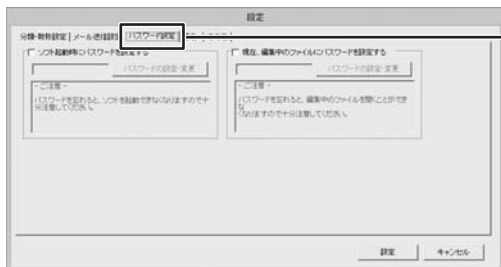 設定
分類・敬称設定 | メール送信設定 | パスワード設定
ソフト起動時にパスワードを設定する
パスワードの設定・変更
- ご注意 -
パスワードを忘れると、ソフトを起動できなくなりますので十
分注意してください。
現在、編集中のファイルにパスワードを設定する
パスワードの設定・変更
- ご注意 -
パスワードを忘れると、編集中のファイルを開くことができ
な
くなりますので十分注意してください。
設定 キャンセル